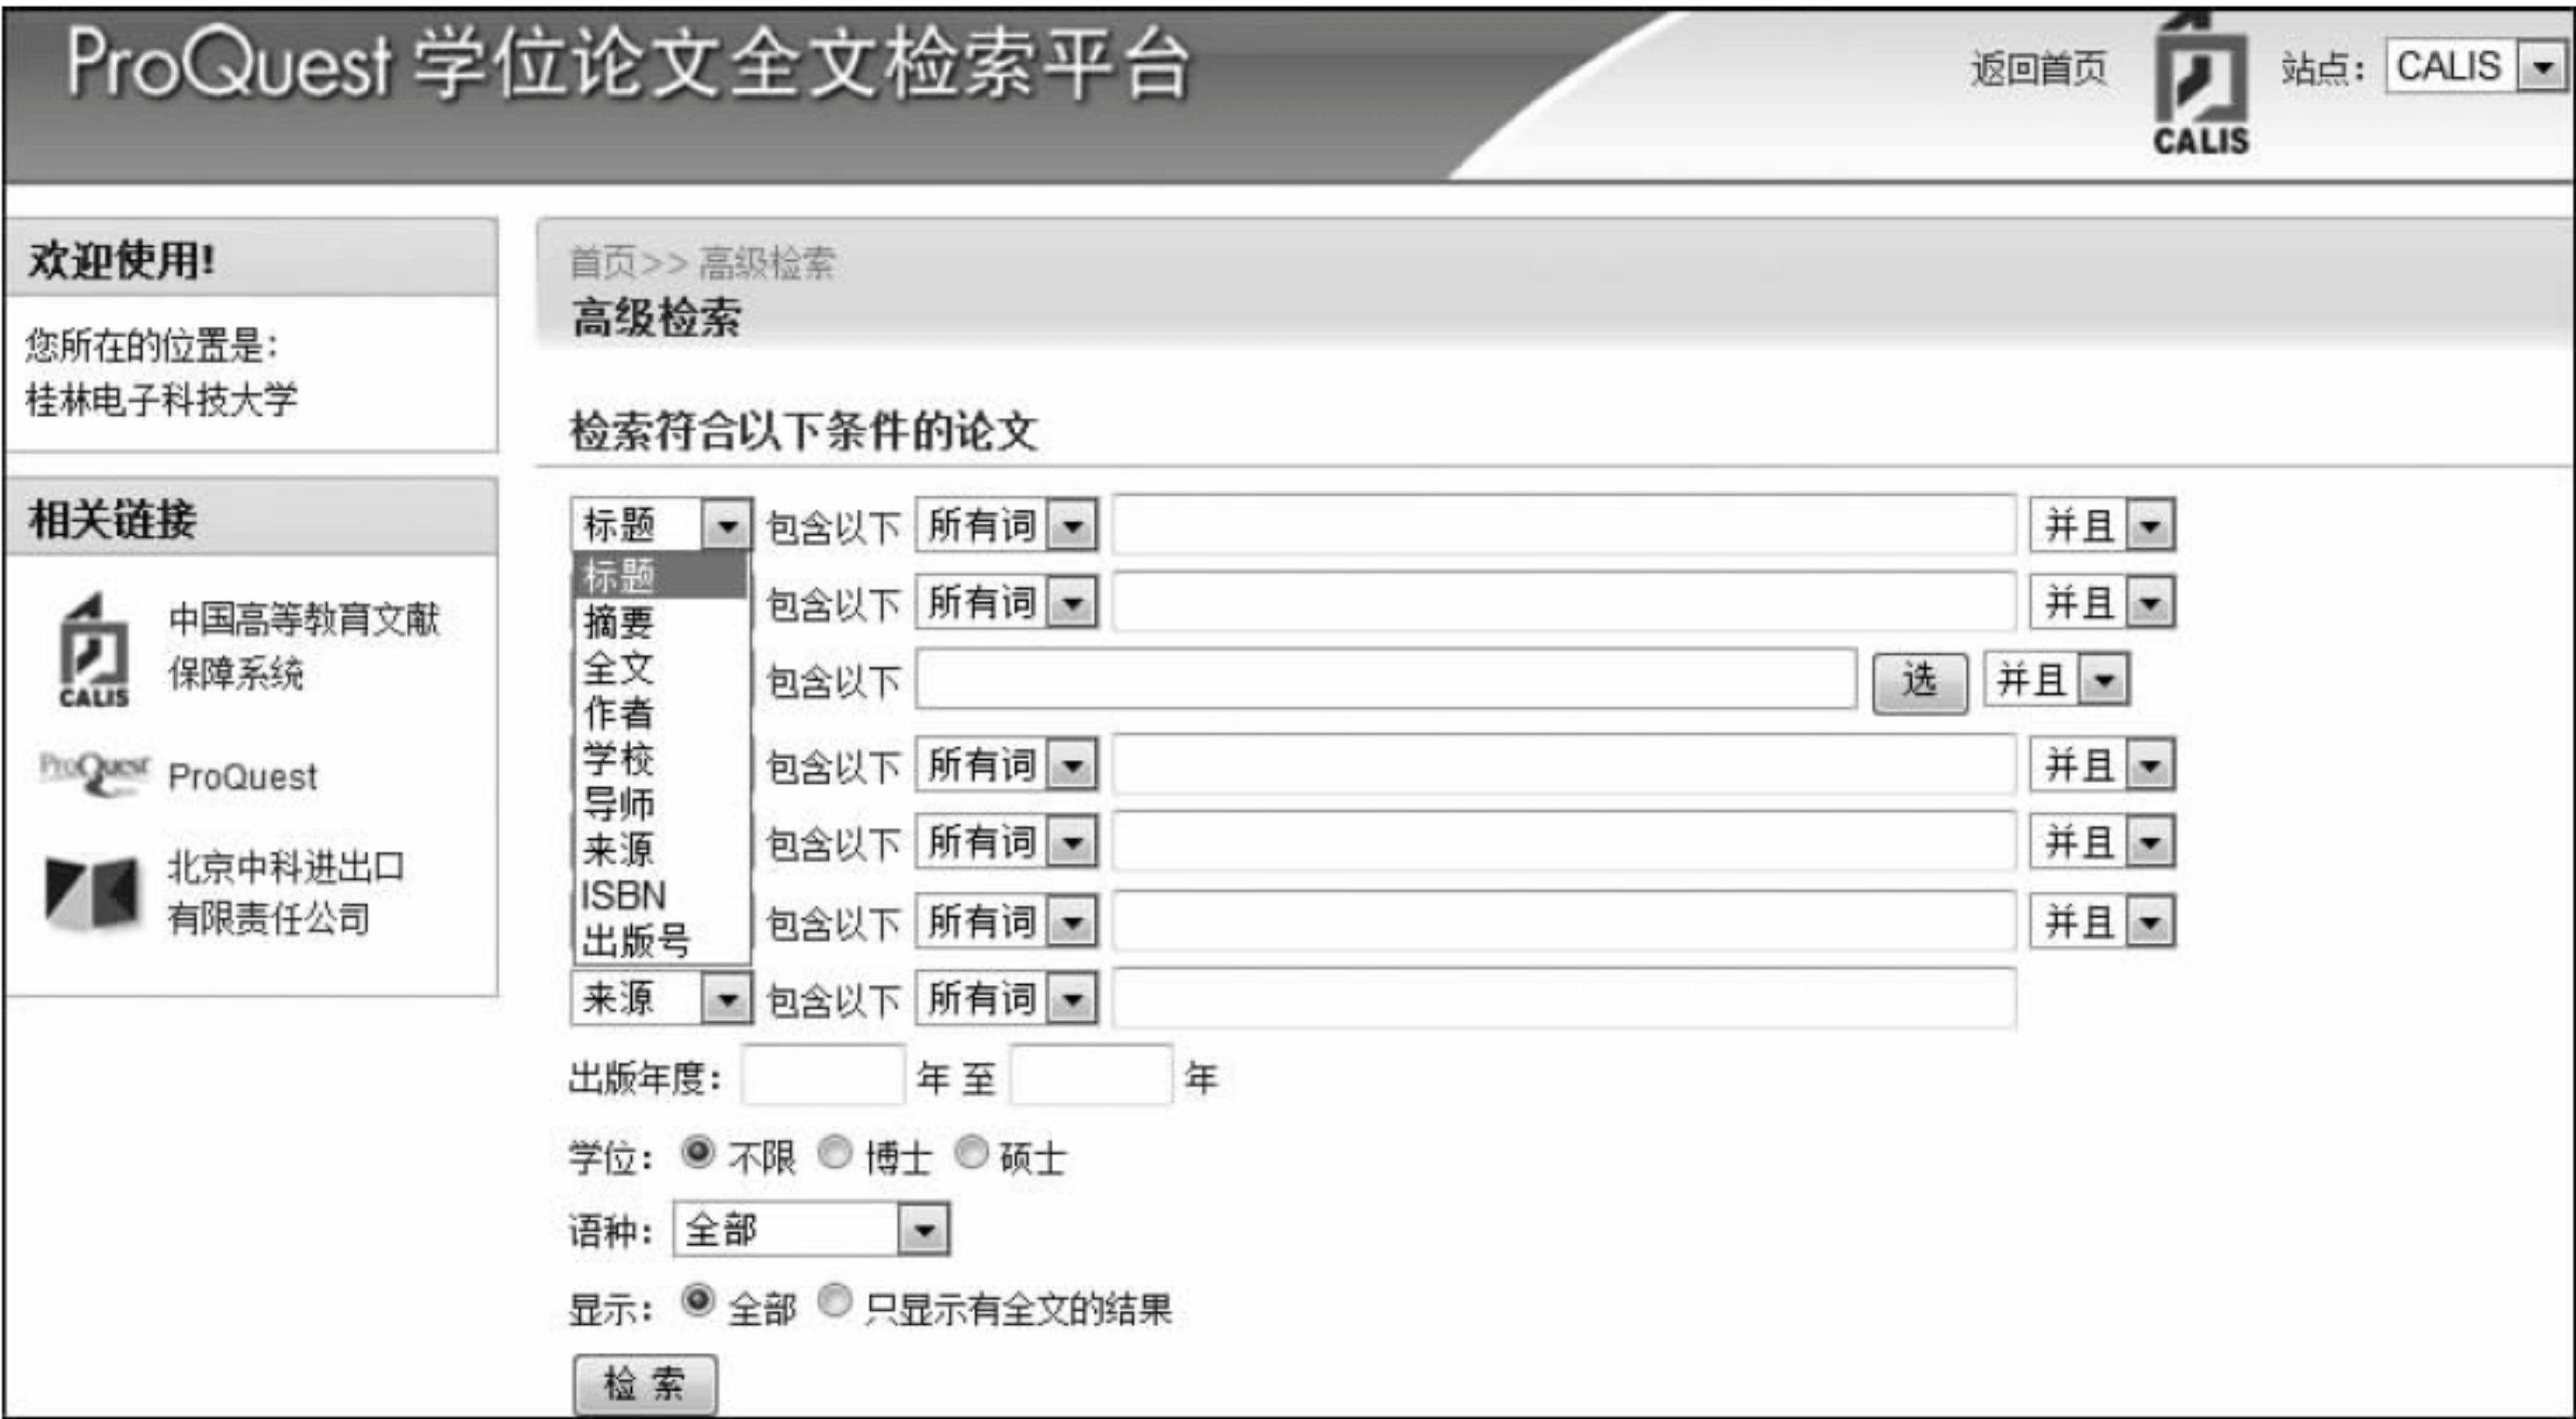 ProQuest 学位论文全文检索平台
返回首页
CALIS
站点： CALIS
欢迎使用!
您所在的位置是：
桂林电子科技大学
相关链接
CALIS
中国高等教育文献
保障系统
ProQuest ProQuest
北京中科进出口
有限责任公司
首页>> 高级检索
高级检索
检索符合以下条件的论文
标题 包含以下 所有词 并且
标题
摘要
全文
作者
学校
导师
来源
ISBN
出版号
包含以下 所有词 并且
包含以下 选 并且
包含以下 所有词 并且
包含以下 所有词 并且
包含以下 所有词 并且
来源 包含以下 所有词
出版年度： 年 至 年
学位： 不限 博士 硕士
语种： 全部
显示： 全部 只显示有全文的结果
检 索